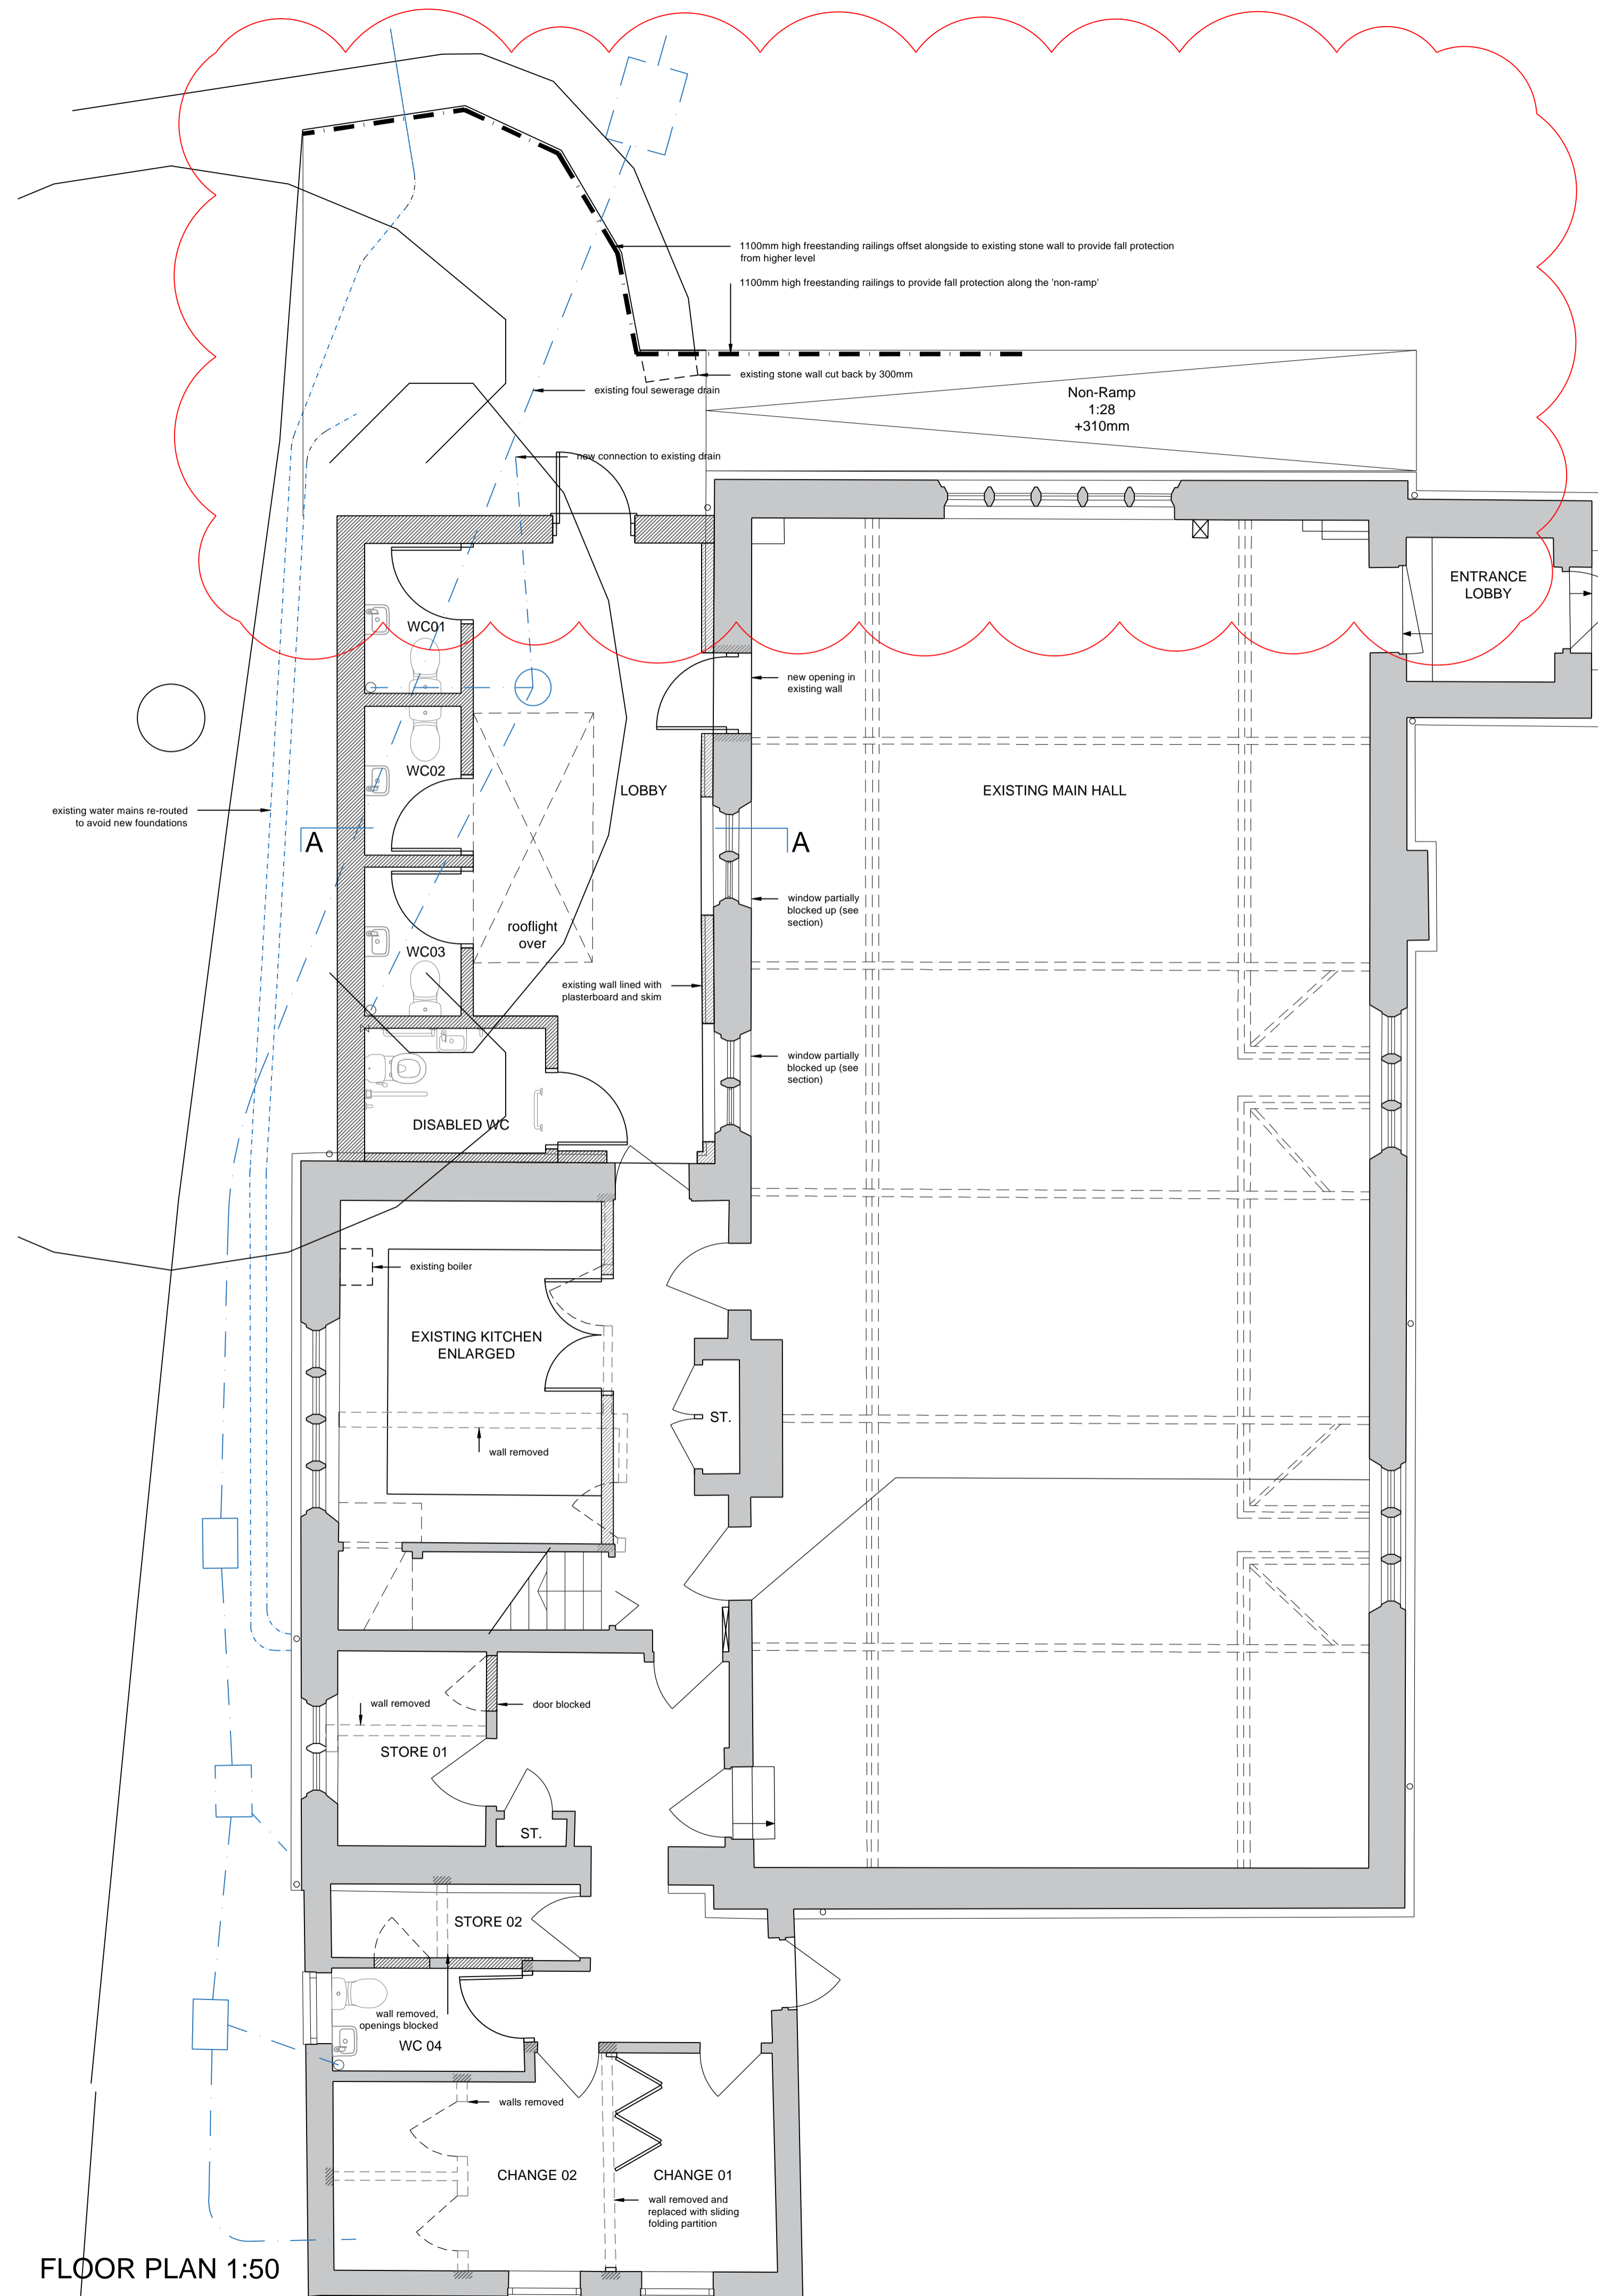 1100mm high freestanding railings offset alongside to existing stone wall to provide fall protection
from higher level
1100mm high freestanding railings to provide fall protection along the 'non-ramp'
existing stone wall cut back by 300mm
existing foul sewerage drain
Non-Ramp
1:28
+310mm
new connection to existing drain
ENTRANCE
LOBBY
WC01
new opening in
existing wall
WC02
LOBBY
EXISTING MAIN HALL
existing water mains re-routed
to avoid new foundations
A
A
window partially
blocked up (see
section)
rooflight
over
WC03
existing wall lined with
plasterboard and skim
window partially
blocked up (see
section)
DISABLED WC
existing boiler
EXISTING KITCHEN
ENLARGED
ST.
wall removed
wall removed
door blocked
STORE 01
ST.
STORE 02
wall removed,
openings blocked
WC 04
walls removed
CHANGE 02
CHANGE 01
wall removed and
replaced with sliding
folding partition
FLOOR PLAN 1:50